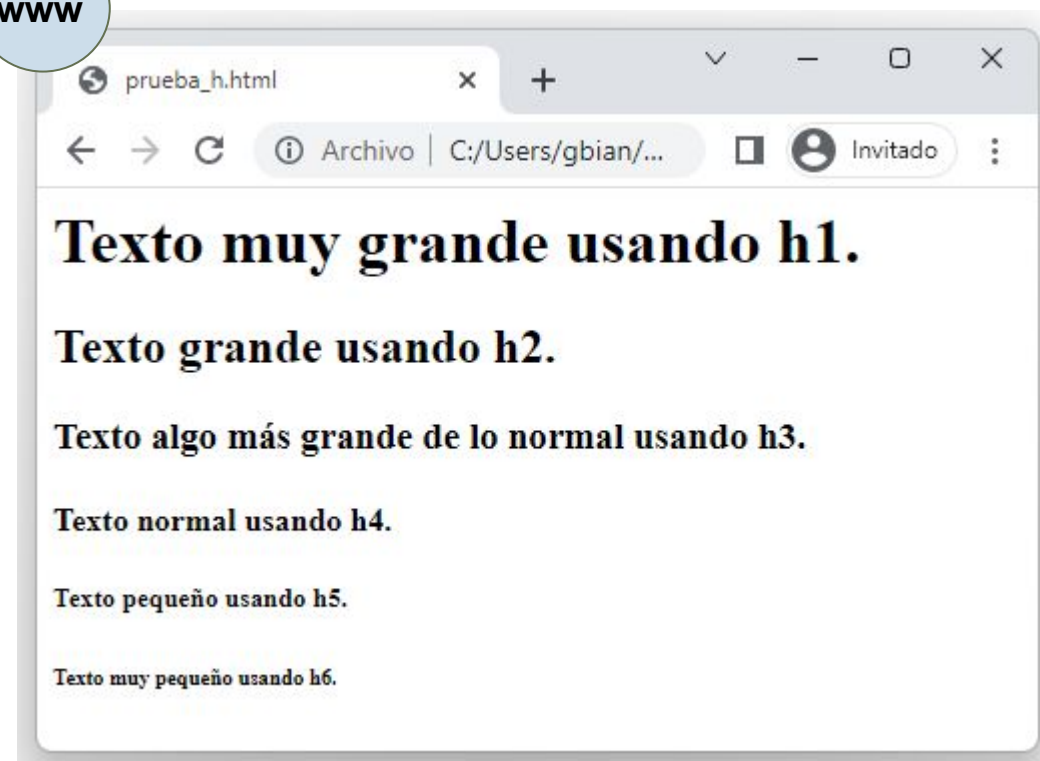 www
prueba_h.html
Archivo | C:/Users/gbian/...
Invitado
Texto muy grande usando h1.
Texto grande usando h2.
Texto algo más grande de lo normal usando h3.
Texto normal usando h4.
Texto pequeño usando h5.
Texto muy pequeño usando h6.